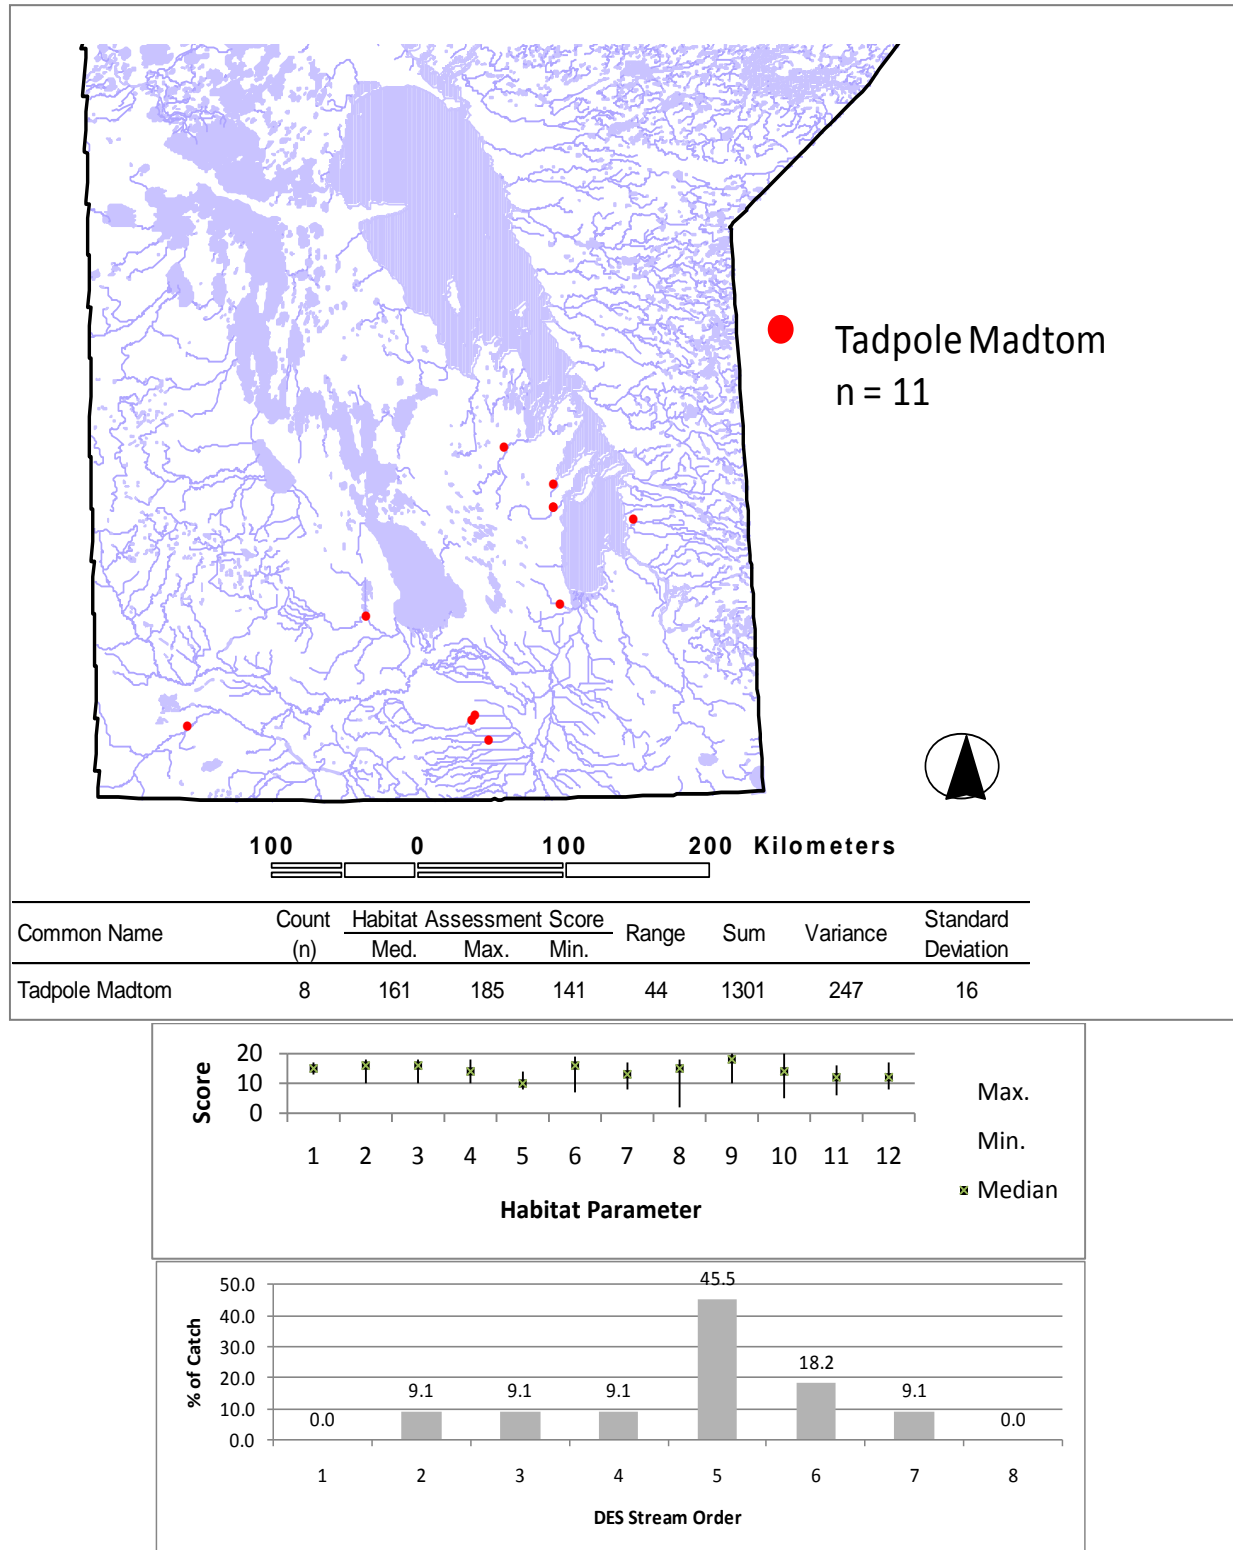 Tadpole Madtom
n = 11
100 0 100 200 Kilometers
Common Name Count (n) Habitat Assessment Score Range Sum Variance Standard Deviation
Med. Max. Min.
Tadpole Madtom 8 161 185 141 44 1301 247 16
20
10
0
Score
1 2 3 4 5 6 7 8 9 10 11 12
Habitat Parameter
Max.
Min.
Median
50.0
40.0
30.0
20.0
10.0
0.0
% of Catch
0.0 9.1 9.1 9.1 45.5 18.2 9.1 0.0
1 2 3 4 5 6 7 8
DES Stream Order